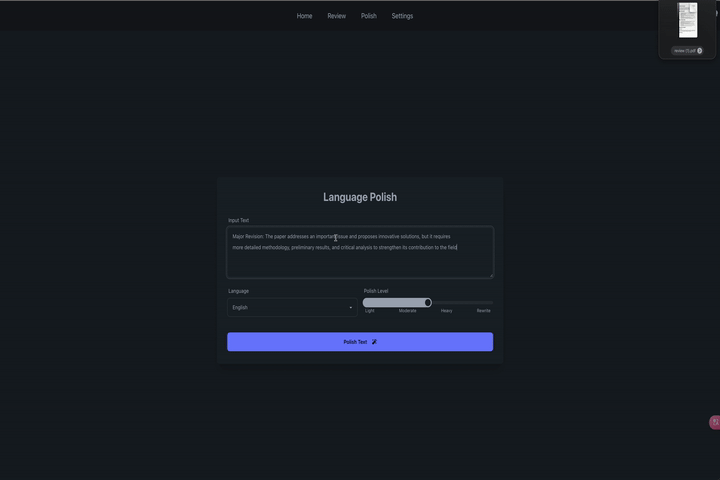 Home Review Polish Settings
review (1).pdf
Language Polish
Input Text
Major Revision: The paper addresses an important issue and proposes innovative solutions, but it requires
more detailed methodology, preliminary results, and critical analysis to strengthen its contribution to the field
Language Polish Level
English
Light Moderate Heavy Rewrite
Polish Text